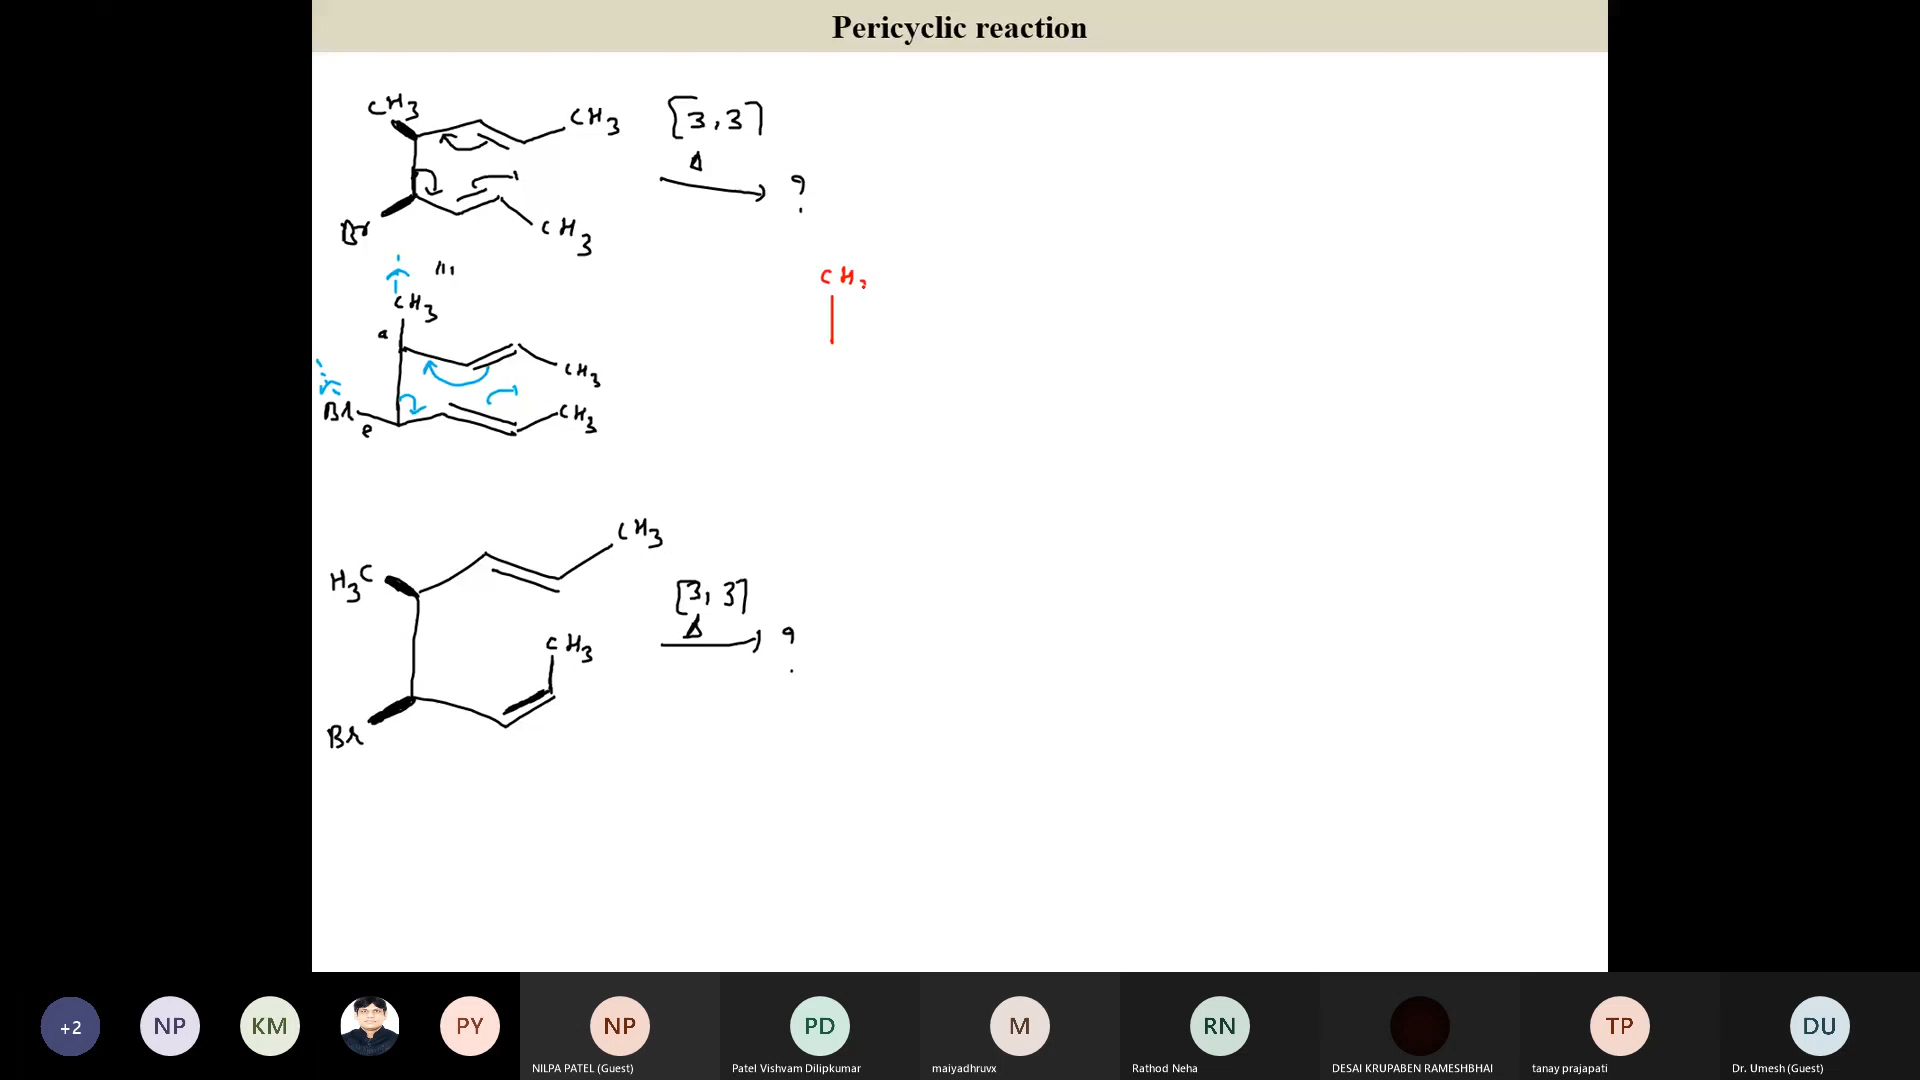 Pericyclic reaction
CH3
CH3
[3,3]
Δ
?
Br
CH3
CH3
CH3
a
CH3
Br
e
CH3
CH3
H3C
[3, 3]
Δ
?
CH3
Br
+2
NP
KM
PY
NP
PD
M
RN
TP
DU
NILPA PATEL (Guest)
Patel Vishvam Dilipkumar
maiyadhruvx
Rathod Neha
DESAI KRUPABEN RAMESHBHAI
tanay prajapati
Dr. Umesh (Guest)